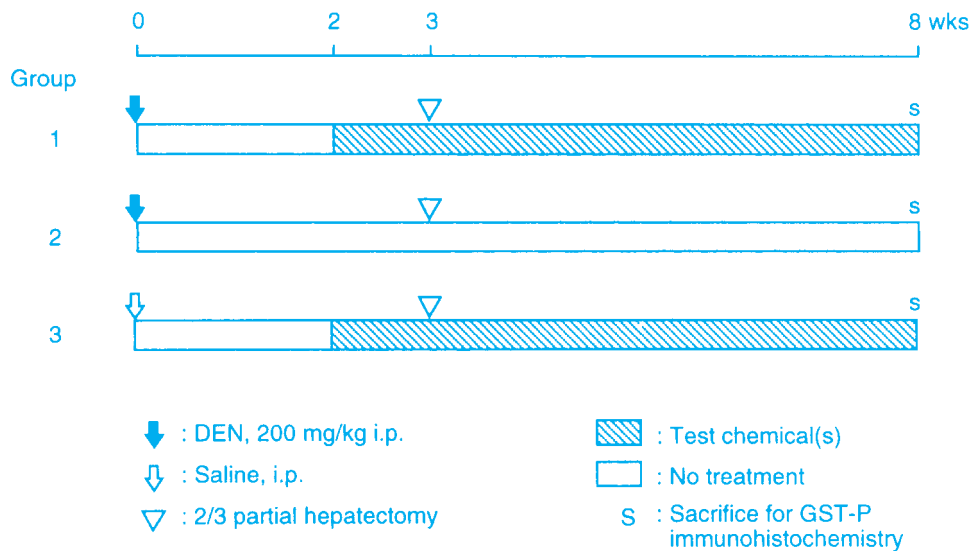 0 2 3 8 wks
Group
s
1
s
2
s
3
: DEN, 200 mg/kg i.p.
: Saline, i.p.
: 2/3 partial hepatectomy
: Test chemical(s)
: No treatment
S : Sacrifice for GST-P
immunohistochemistry